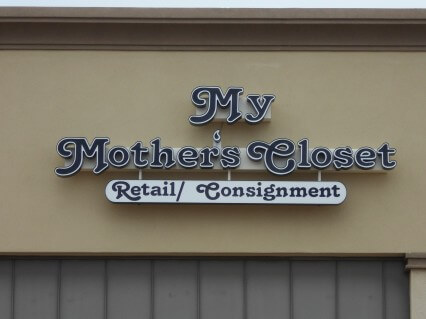 My
Mother's Closet
Retail/ Consignment